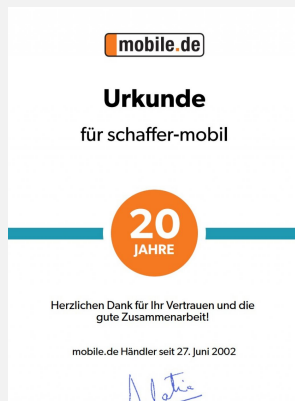 mobile.de
Urkunde
für schaffer-mobil
20
JAHRE
Herzlichen Dank für Ihr Vertrauen und die
gute Zusammenarbeit!
mobile.de Händler seit 27. Juni 2002